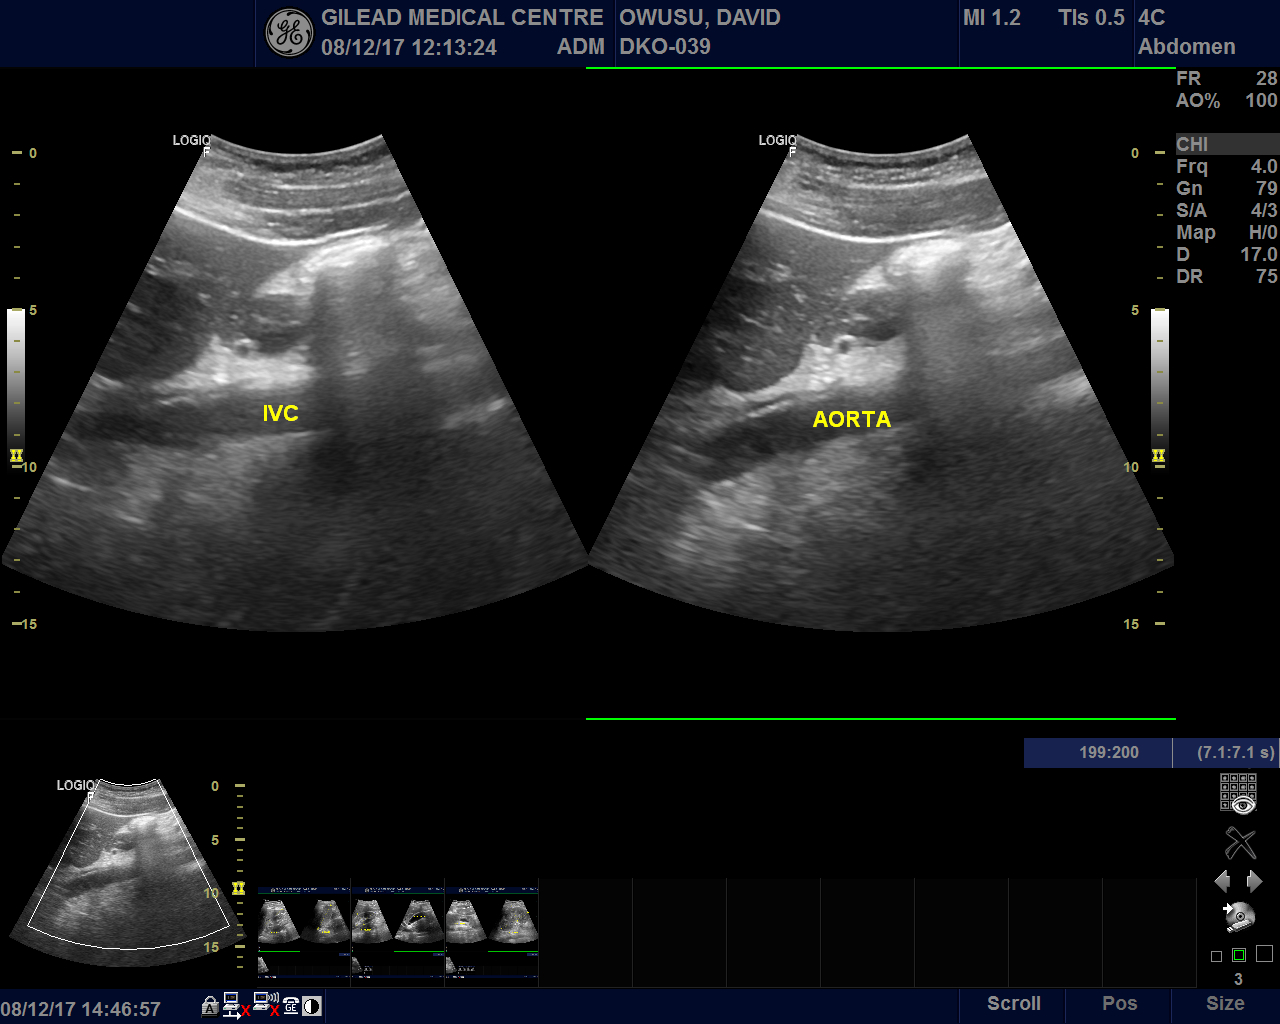 GILEAD MEDICAL CENTRE
08/12/17 12:13:24 ADM
OWUSU, DAVID
DKO-039
MI 1.2 TIs 0.5
4C
Abdomen
FR 28
AO% 100
CHI
Frq 4.0
Gn 79
S/A 4/3
Map H/0
D 17.0
DR 75
LOGIQ
F
0
5
10
15
IVC
LOGIQ
F
0
5
10
15
AORTA
199:200 (7.1:7.1 s)
LOGIQ
F
0
5
10
15
3
08/12/17 14:46:57
A
GE
Scroll Pos Size